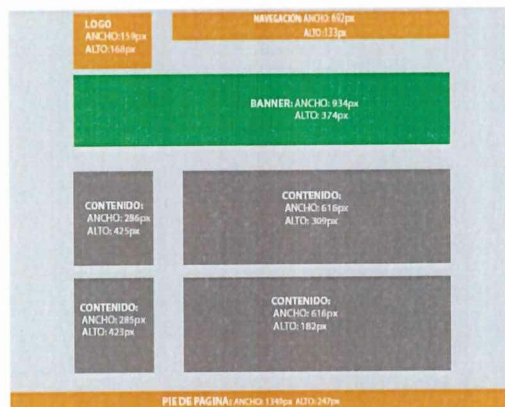 LOGO
ANCHO:159px
ALTO:168px
NAVEGACIÓN: ANCHO: 692px
ALTO:133px
BANNER: ANCHO: 934px
ALTO: 374px
CONTENIDO:
ANCHO: 286px
ALTO: 425px
CONTENIDO:
ANCHO: 616px
ALTO: 309px
CONTENIDO:
ANCHO: 285px
ALTO: 423px
CONTENIDO:
ANCHO: 616px
ALTO: 182px
PIE DE PAGINA: ANCHO: 1349px ALTO: 247px